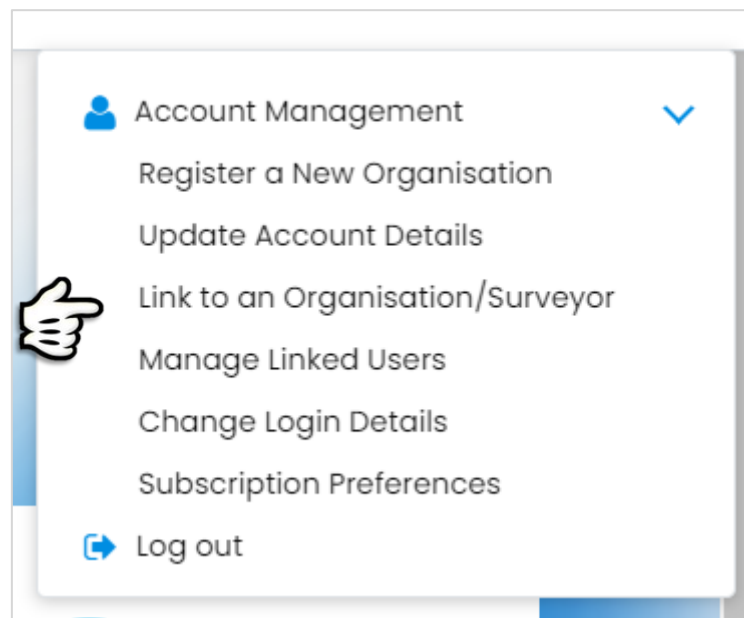 Account Management
Register a New Organisation
Update Account Details
Link to an Organisation/Surveyor
Manage Linked Users
Change Login Details
Subscription Preferences
Log out